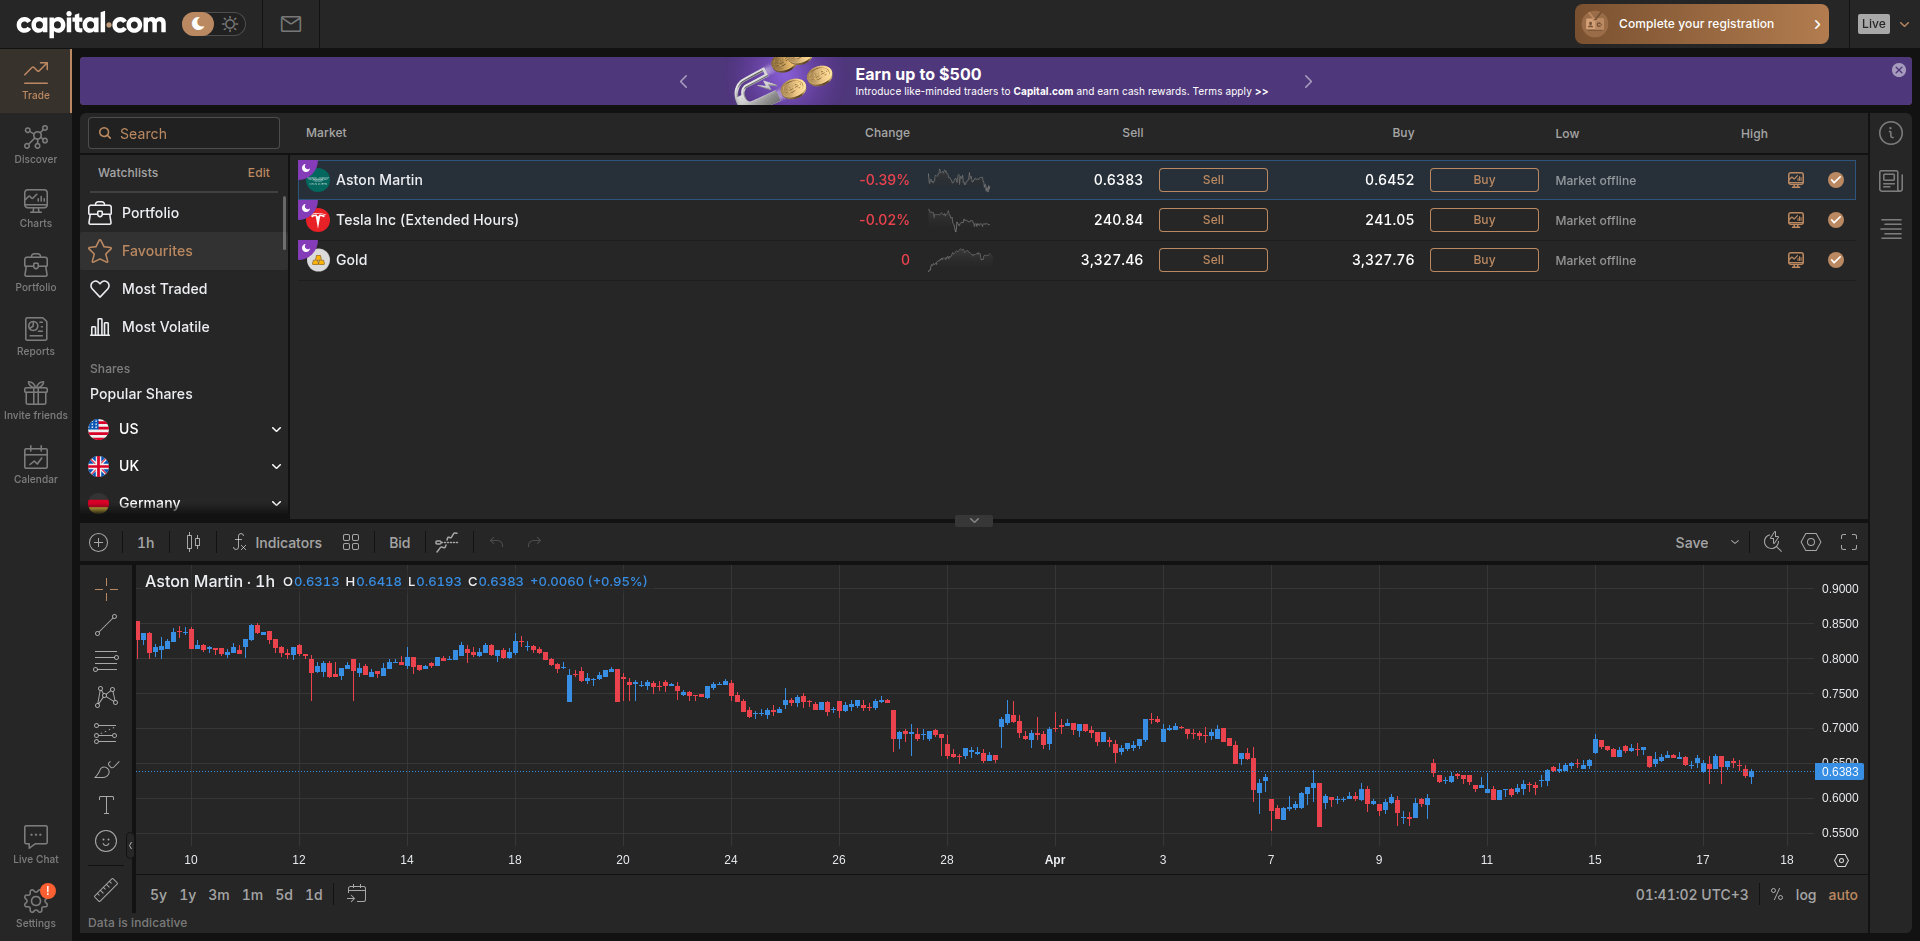 capital.com
Complete your registration
Live
Trade
Discover
Charts
Portfolio
Reports
Invite friends
Calendar
Live Chat
!
Settings
Earn up to $500
Introduce like-minded traders to Capital.com and earn cash rewards. Terms apply >>
Search
Market Change Sell Buy Low High
Watchlists Edit
Portfolio
Favourites
Most Traded
Most Volatile
Shares
Popular Shares
US
UK
Germany
Aston Martin -0.39% 0.6383 Sell 0.6452 Buy Market offline
Tesla Inc (Extended Hours) -0.02% 240.84 Sell 241.05 Buy Market offline
Gold 0 3,327.46 Sell 3,327.76 Buy Market offline
1h Indicators Bid Save
Aston Martin · 1h O0.6313 H0.6418 L0.6193 C0.6383 +0.0060 (+0.95%)
0.9000
0.8500
0.8000
0.7500
0.7000
0.6500
0.6383
0.6000
0.5500
10 12 14 18 20 24 26 28 Apr 3 7 9 11 15 17 18
5y 1y 3m 1m 5d 1d 01:41:02 UTC+3 % log auto
Data is indicative